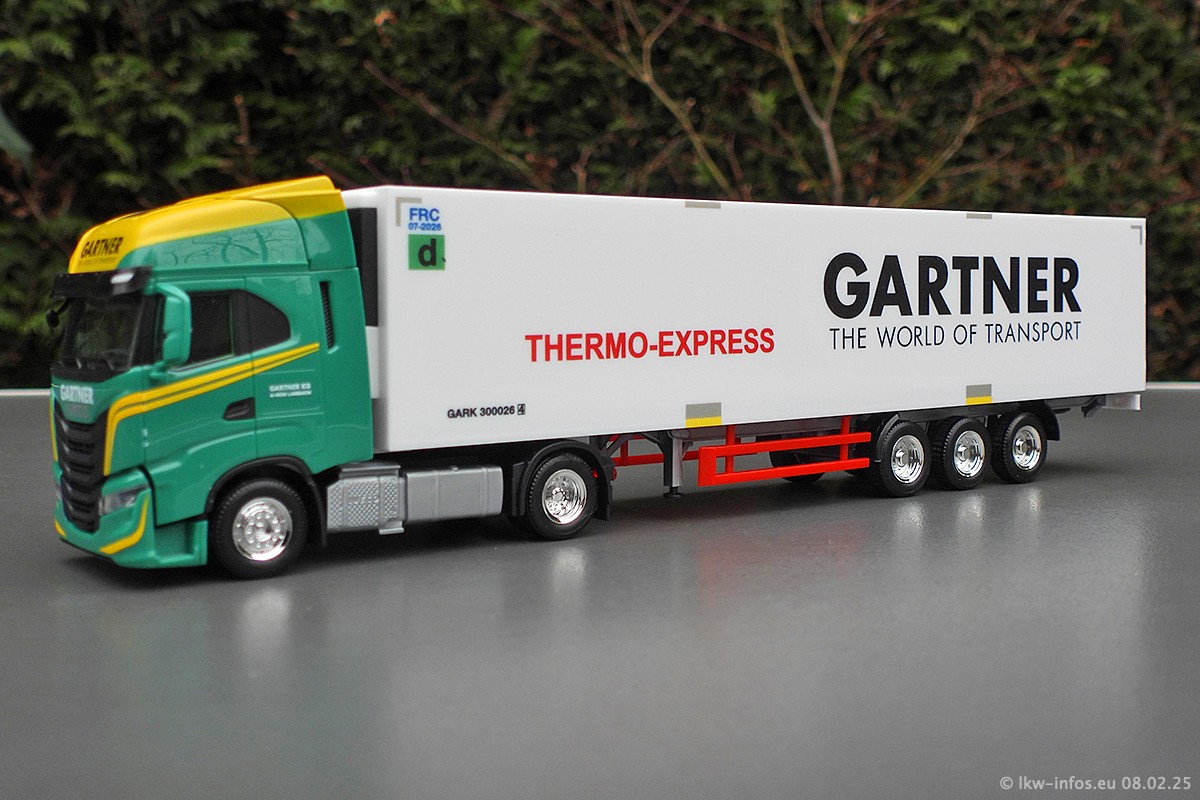 FRC
07-2026
d
GARTNER
GARTNER
THE WORLD OF TRANSPORT
THERMO-EXPRESS
GARTNER
GARTNER KG
GARK 300026
© lkw-infos.eu 08.02.25